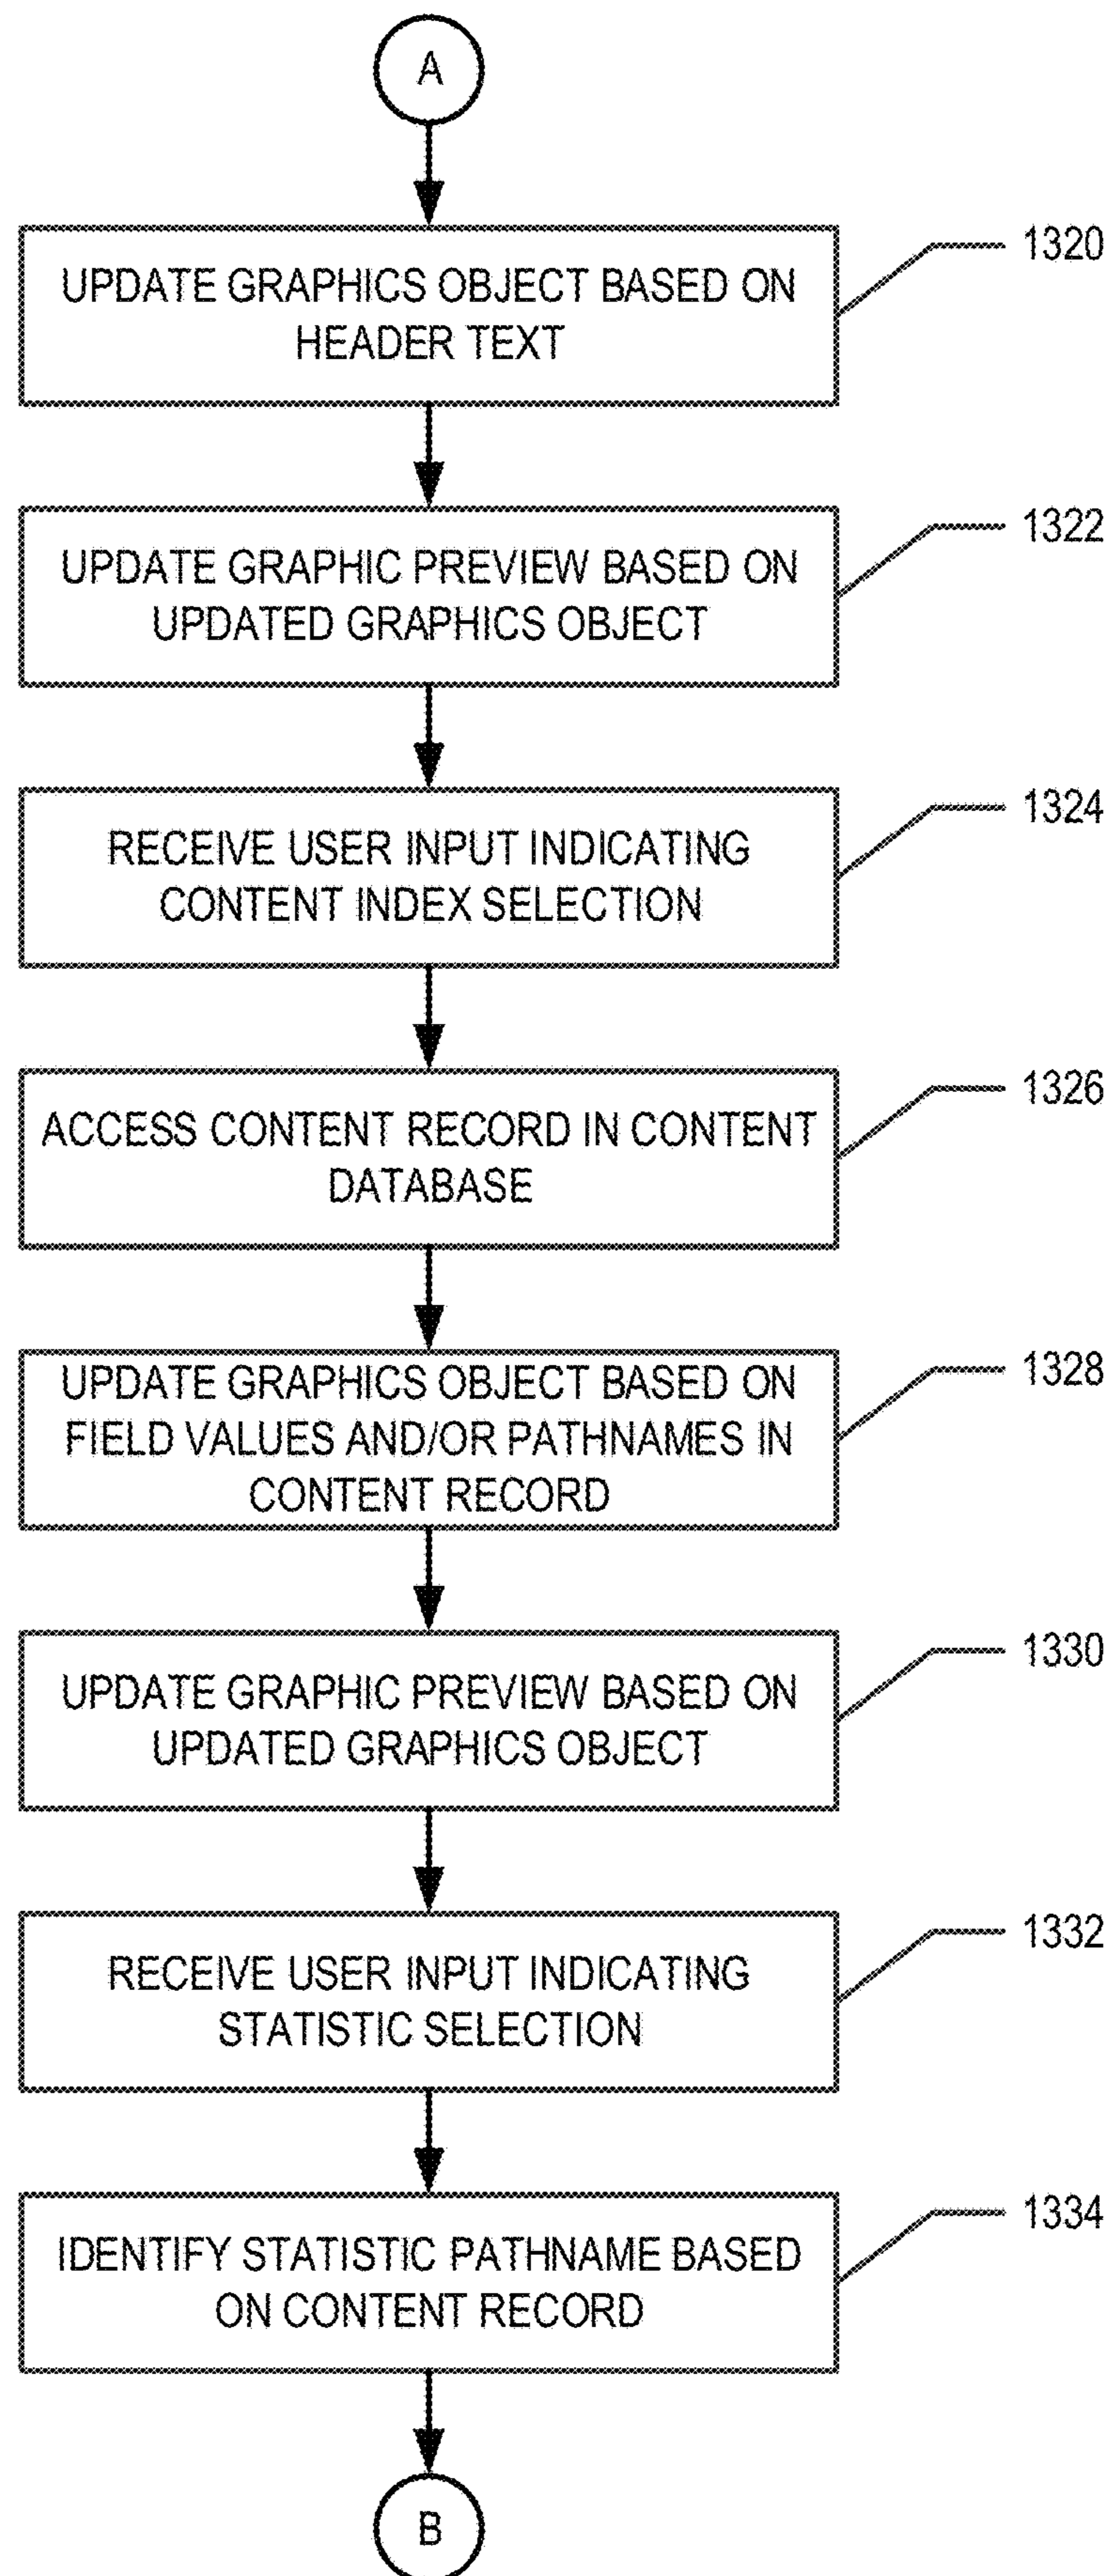 A
UPDATE GRAPHICS OBJECT BASED ON
HEADER TEXT
1320
UPDATE GRAPHIC PREVIEW BASED ON
UPDATED GRAPHICS OBJECT
1322
RECEIVE USER INPUT INDICATING
CONTENT INDEX SELECTION
1324
ACCESS CONTENT RECORD IN CONTENT
DATABASE
1326
UPDATE GRAPHICS OBJECT BASED ON
FIELD VALUES AND/OR PATHNAMES IN
CONTENT RECORD
1328
UPDATE GRAPHIC PREVIEW BASED ON
UPDATED GRAPHICS OBJECT
1330
RECEIVE USER INPUT INDICATING
STATISTIC SELECTION
1332
IDENTIFY STATISTIC PATHNAME BASED
ON CONTENT RECORD
1334
B